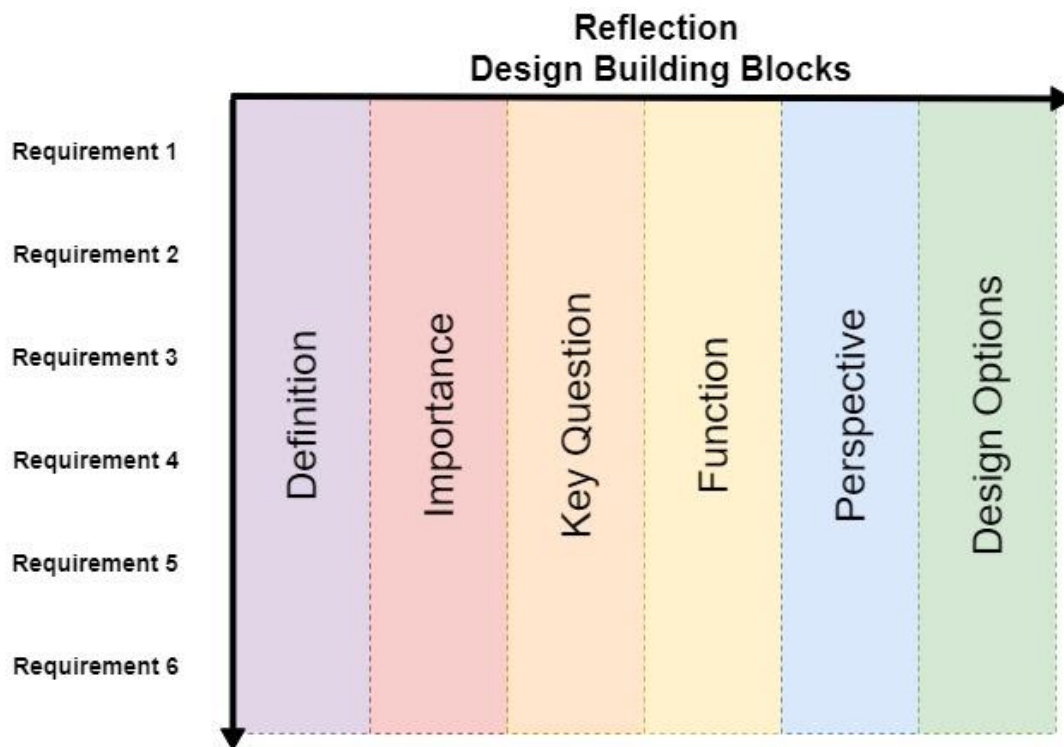 Reflection
Design Building Blocks
Requirement 1
Requirement 2
Requirement 3
Requirement 4
Requirement 5
Requirement 6
Definition
Importance
Key Question
Function
Perspective
Design Options